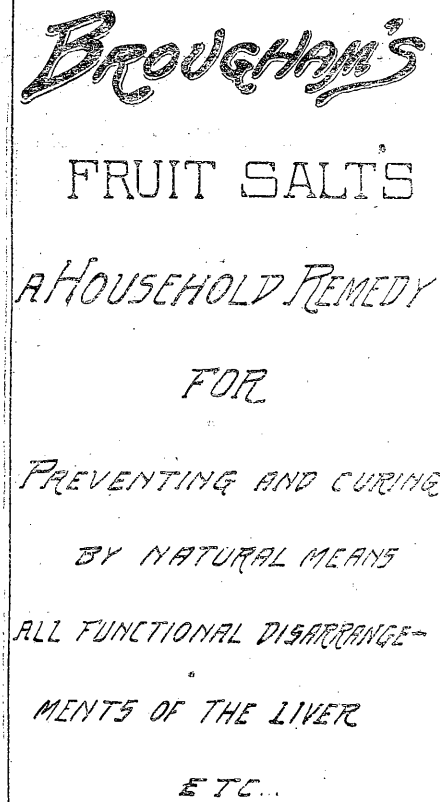 BROUGHAM'S
FRUIT SALT'S
A HOUSEHOLD REMEDY
FOR
PREVENTING AND CURING
BY NATURAL MEANS
ALL FUNCTIONAL DISARRANGE-
MENTS OF THE LIVER
ETC..